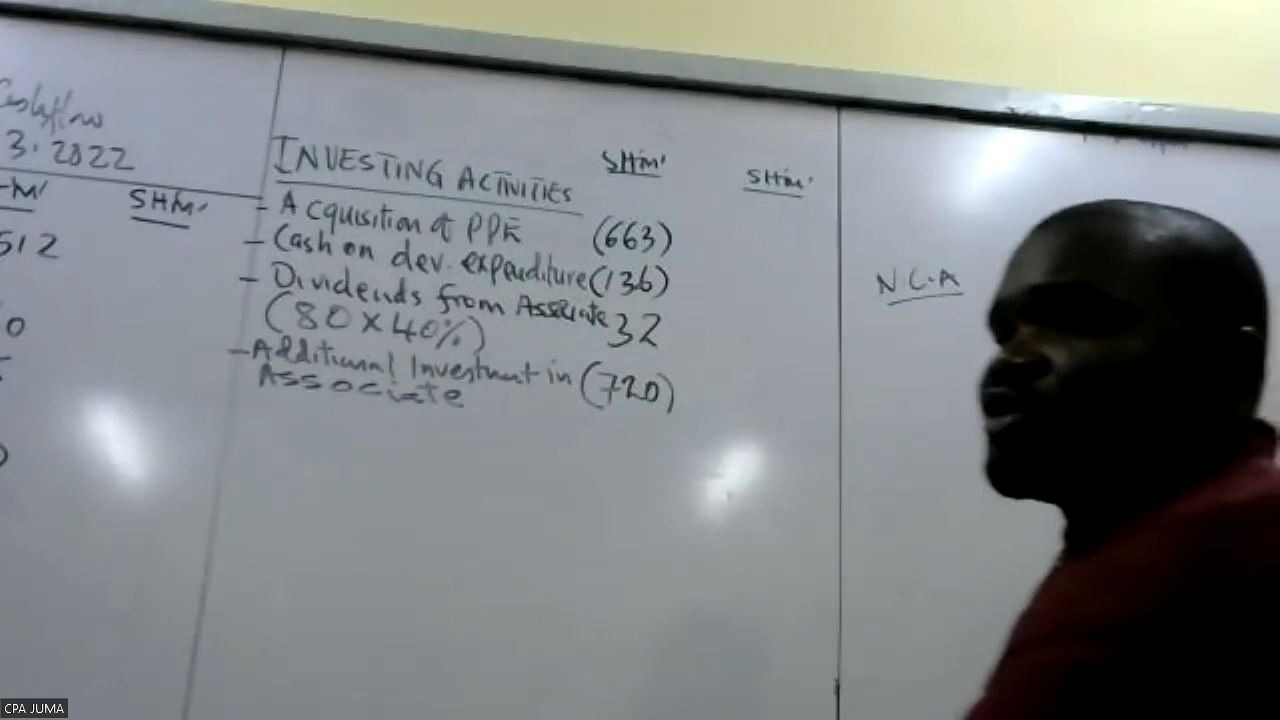 Cashflow
3.2022
SHM'
512
INVESTING ACTIVITIES
SHM' SHM'
- Acquisition of PPE (663)
- Cash on dev. expenditure (136)
- Dividends from Associate 32
(80 X 40%)
- Additional Investment in (720)
Associate
N.C.A
CPA JUMA